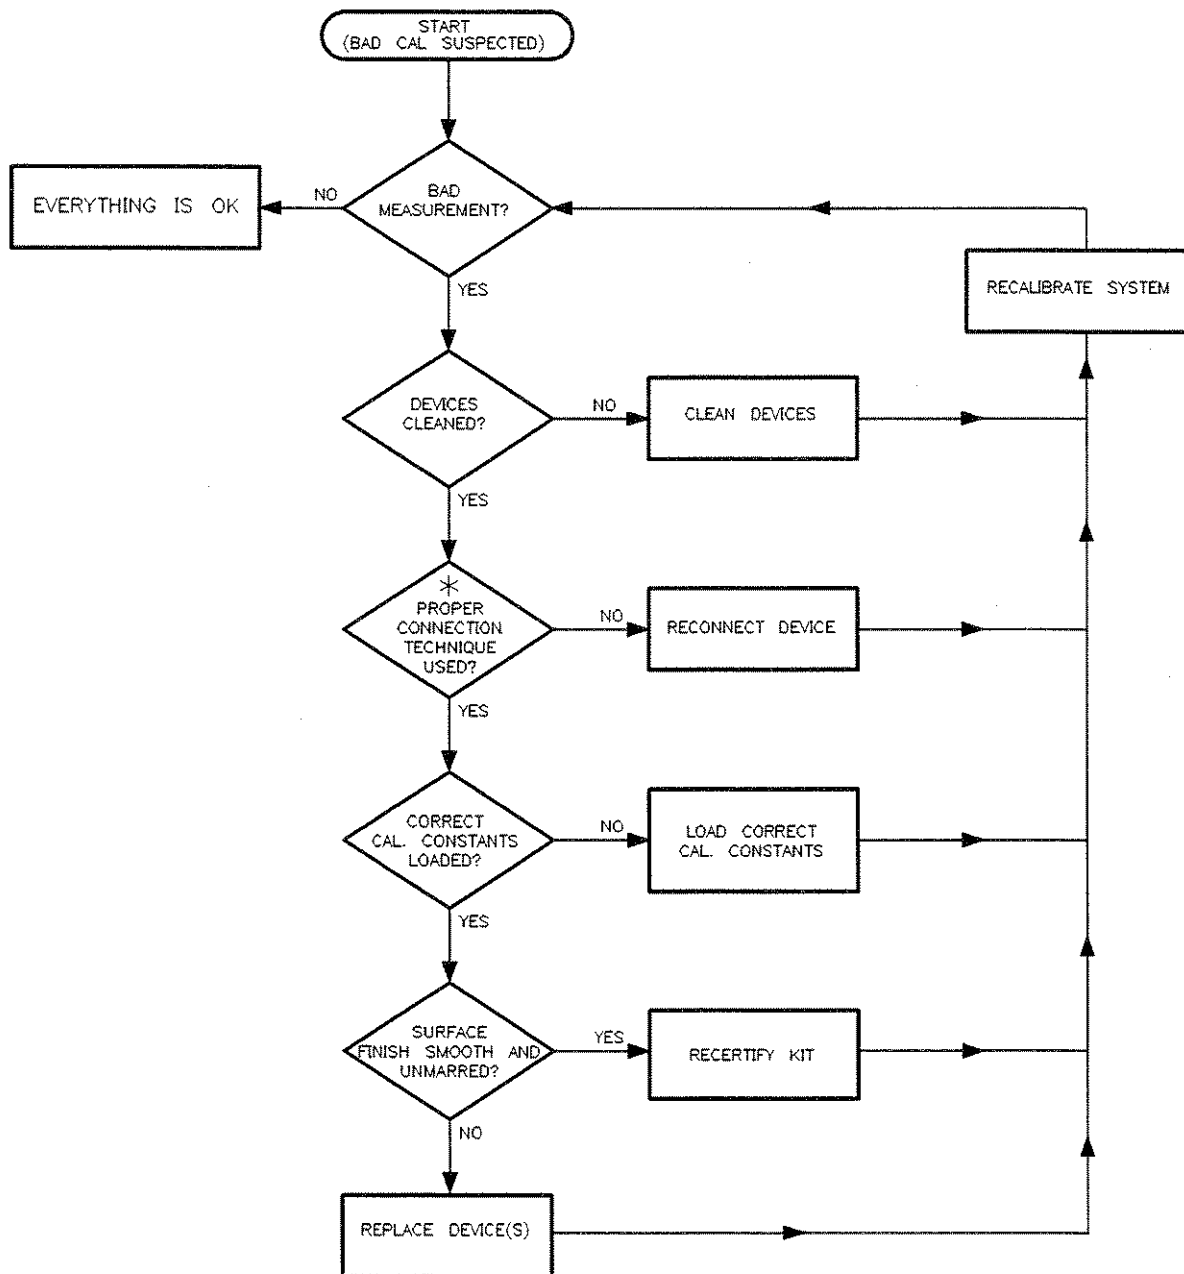 START
(BAD CAL SUSPECTED)
EVERYTHING IS OK
NO
BAD
MEASUREMENT?
YES
RECALIBRATE SYSTEM
DEVICES
CLEANED?
NO
CLEAN DEVICES
YES
*
PROPER
CONNECTION
TECHNIQUE
USED?
NO
RECONNECT DEVICE
YES
CORRECT
CAL. CONSTANTS
LOADED?
NO
LOAD CORRECT
CAL. CONSTANTS
YES
SURFACE
FINISH SMOOTH AND
UNMARRED?
YES
RECERTIFY KIT
NO
REPLACE DEVICE(S)